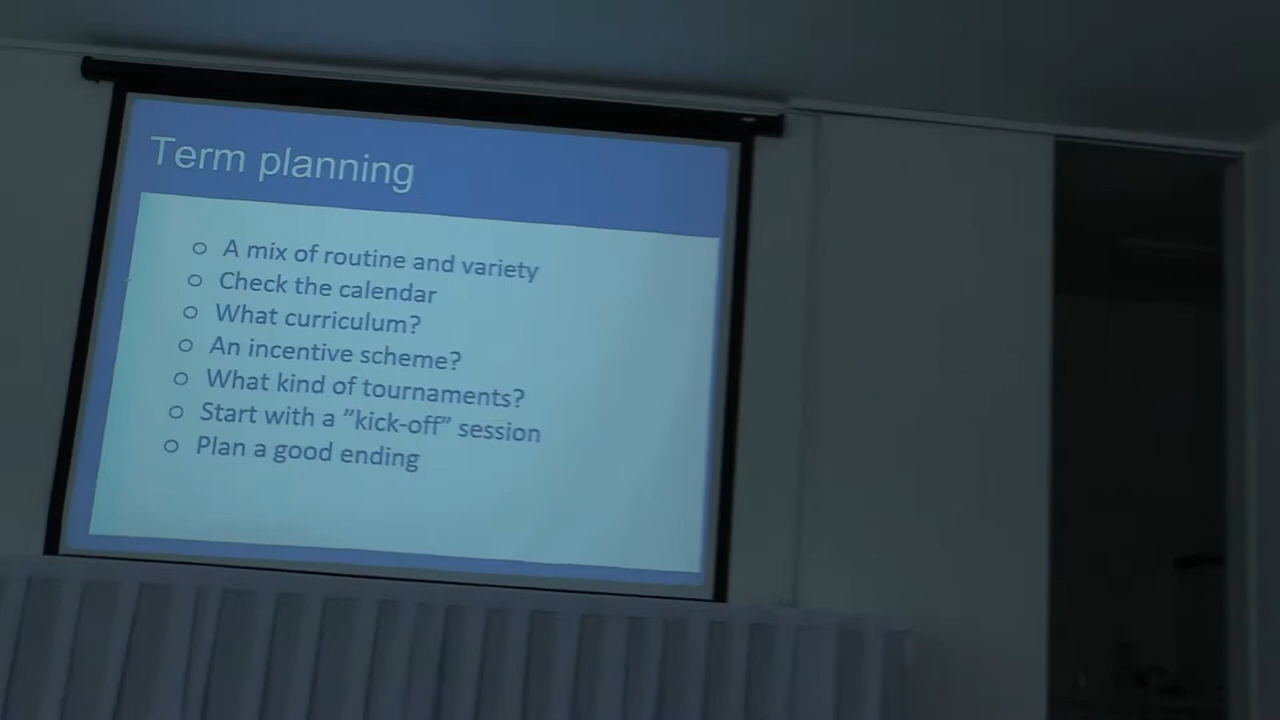 Term planning
○ A mix of routine and variety
○ Check the calendar
○ What curriculum?
○ An incentive scheme?
○ What kind of tournaments?
○ Start with a ”kick-off” session
○ Plan a good ending